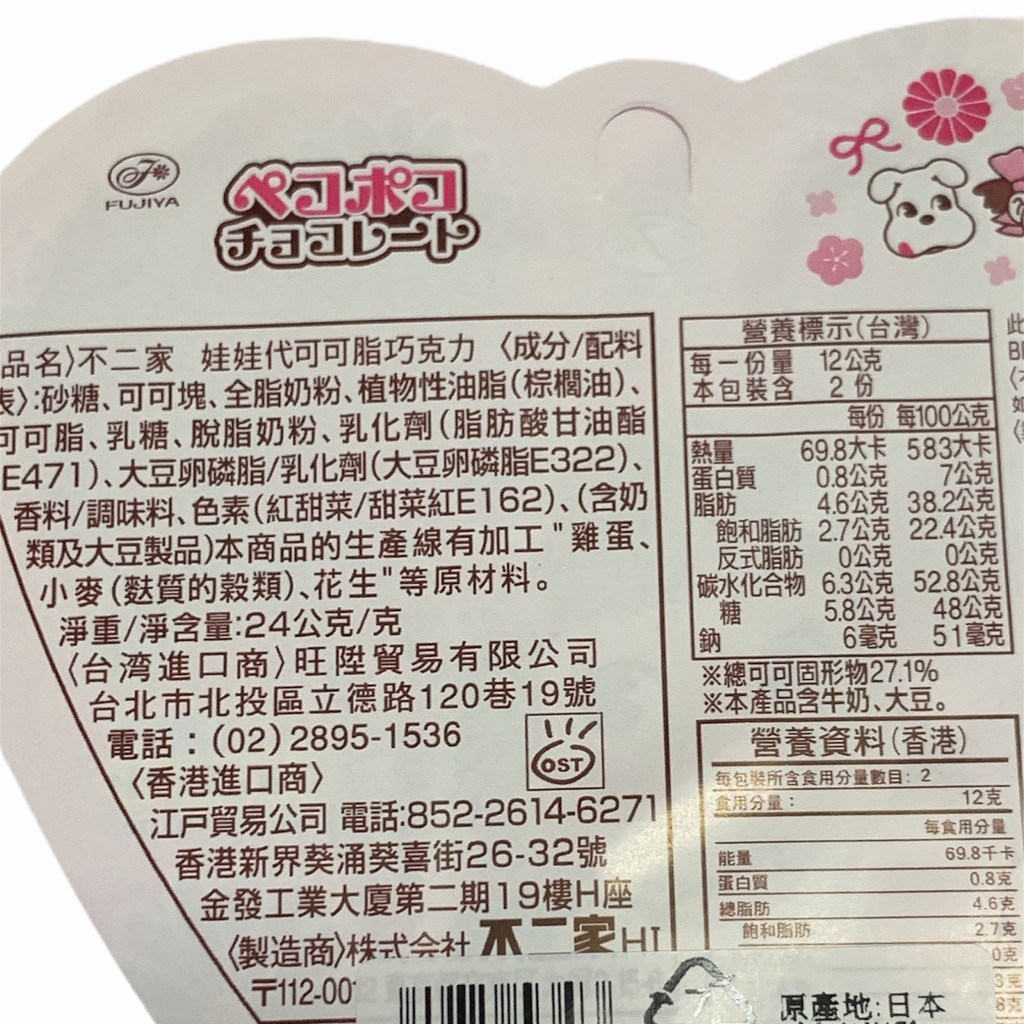 FUJIYA
ペコポコ
チョコレート
品名〉不二家 娃娃代可可脂巧克力 〈成分/配料
表〉:砂糖、可可塊、全脂奶粉、植物性油脂(棕櫚油)、
可可脂、乳糖、脫脂奶粉、乳化劑(脂肪酸甘油酯
E471)、大豆卵磷脂/乳化劑(大豆卵磷脂E322)、
香料/調味料、色素(紅甜菜/甜菜紅E162)、(含奶
類及大豆製品)本商品的生產線有加工"雞蛋、
小麥(麩質的穀類)、花生"等原材料。
淨重/淨含量:24公克/克
〈台湾進口商〉旺陞貿易有限公司
台北市北投區立德路120巷19號
電話：(02)2895-1536
OST
〈香港進口商〉
江戸貿易公司 電話:852-2614-6271
香港新界葵涌葵喜街26-32號
金發工業大廈第二期19樓H座
〈製造商〉株式会社 不二家HI
〒112-00
營養標示(台灣)
每一份量 12公克
本包裝含 2 份
每份 每100公克
熱量 69.8大卡 583大卡
蛋白質 0.8公克 7公克
脂肪 4.6公克 38.2公克
飽和脂肪 2.7公克 22.4公克
反式脂肪 0公克 0公克
碳水化合物 6.3公克 52.8公克
糖 5.8公克 48公克
鈉 6毫克 51毫克
※總可可固形物27.1%
※本產品含牛奶、大豆。
營養資料(香港)
每包裝所含食用分量數目: 2
食用分量： 12克
每食用分量
能量 69.8千卡
蛋白質 0.8克
總脂肪 4.6克
飽和脂肪 2.7克
0克
3克
8克
原產地:日本
此